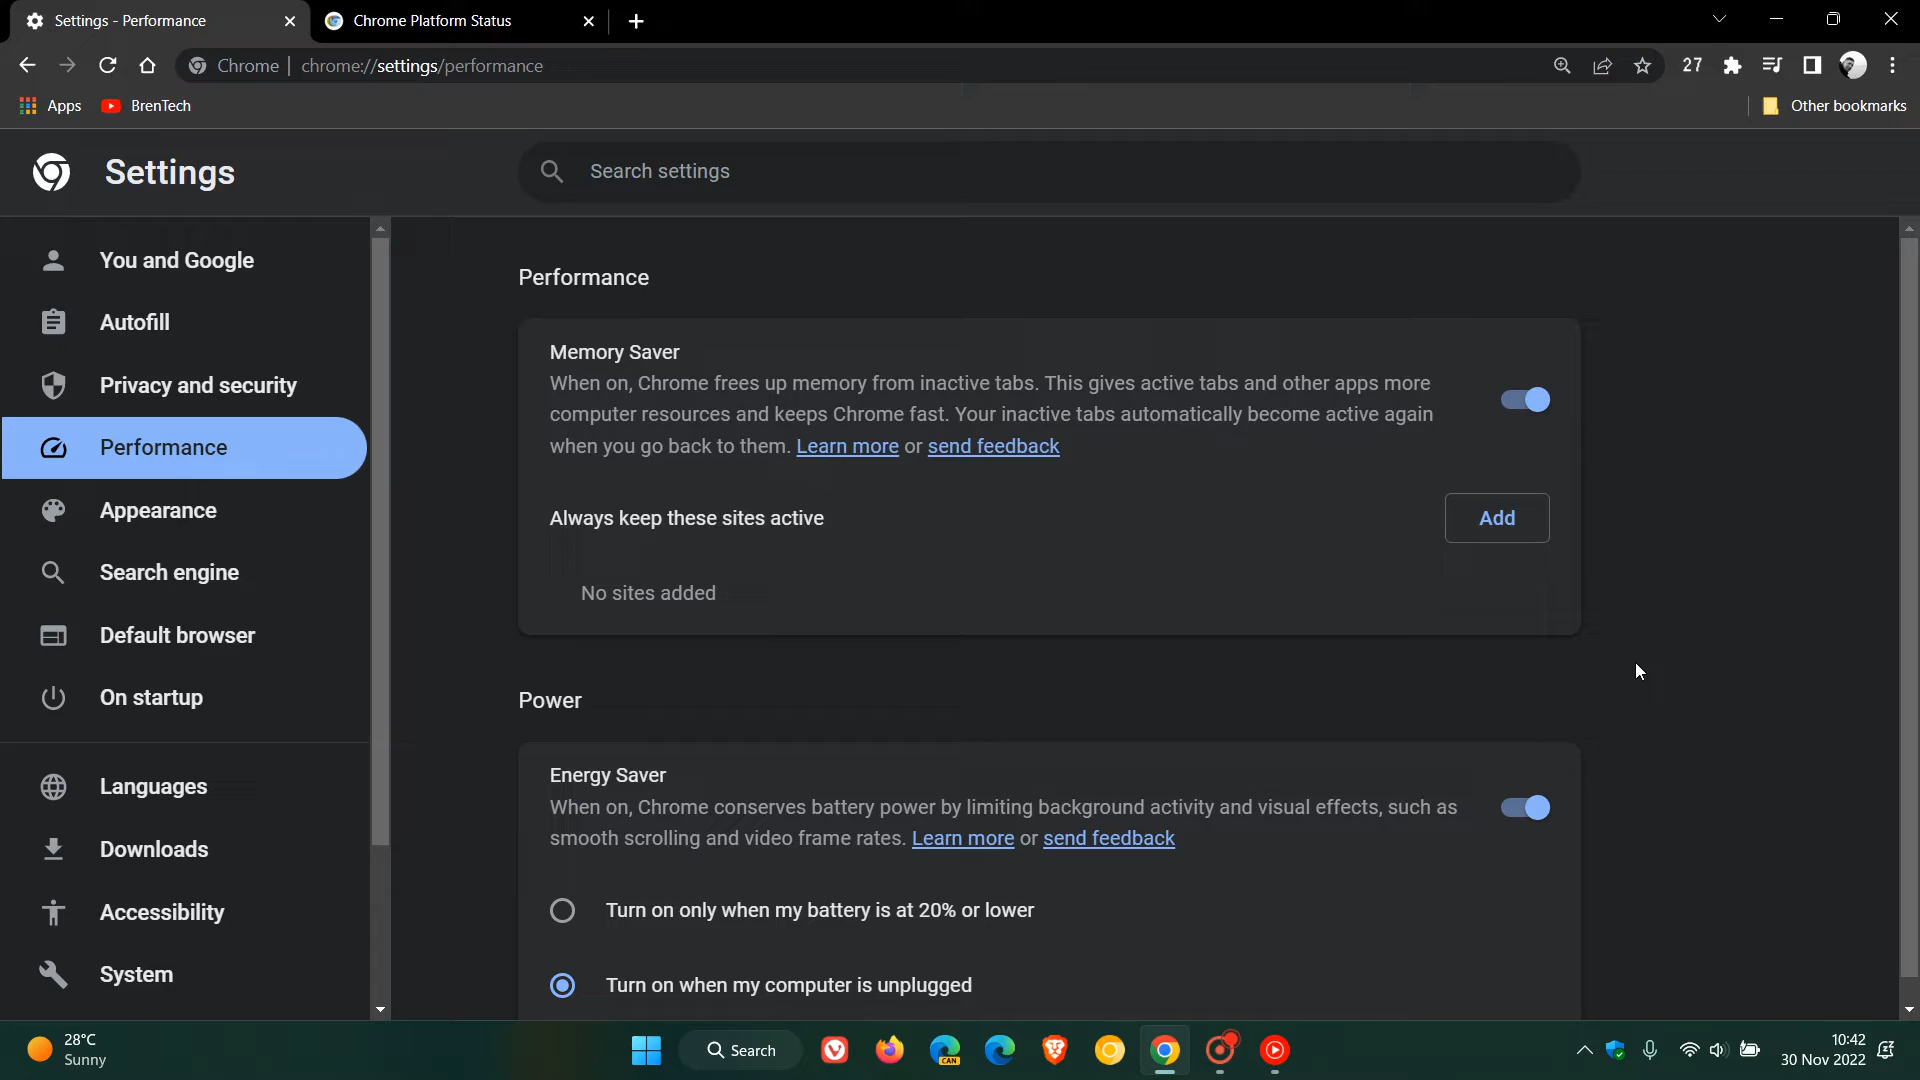 Settings - Performance
Chrome Platform Status
Chrome
chrome://settings/performance
27
Apps
BrenTech
Other bookmarks
Settings
Search settings
You and Google
Autofill
Privacy and security
Performance
Appearance
Search engine
Default browser
On startup
Languages
Downloads
Accessibility
System
Performance
Memory Saver
When on, Chrome frees up memory from inactive tabs. This gives active tabs and other apps more
computer resources and keeps Chrome fast. Your inactive tabs automatically become active again
when you go back to them. Learn more or send feedback
Always keep these sites active
Add
No sites added
Power
Energy Saver
When on, Chrome conserves battery power by limiting background activity and visual effects, such as
smooth scrolling and video frame rates. Learn more or send feedback
Turn on only when my battery is at 20% or lower
Turn on when my computer is unplugged
28°C
Sunny
Search
CAN
10:42
30 Nov 2022